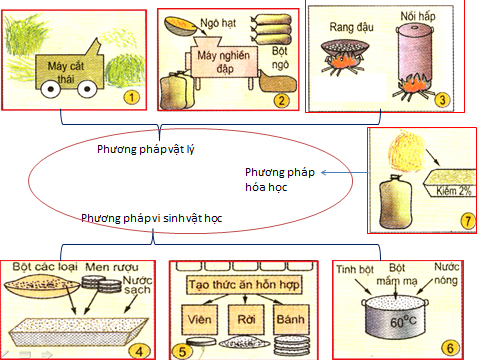 Máy cắt
thái
1
Ngô hạt
Máy nghiền
đập
Bột
ngô
2
Rang đậu
Nồi hấp
3
Phương pháp vật lý
Phương pháp
hóa học
Kiềm 2%
7
Phương pháp vi sinh vật học
Bột các loại
Men rượu
Nước
sạch
4
Tạo thức ăn hỗn hợp
Viên
Rời
Bánh
5
Tinh bột
Bột
mầm mạ
Nước
nóng
60°C
6